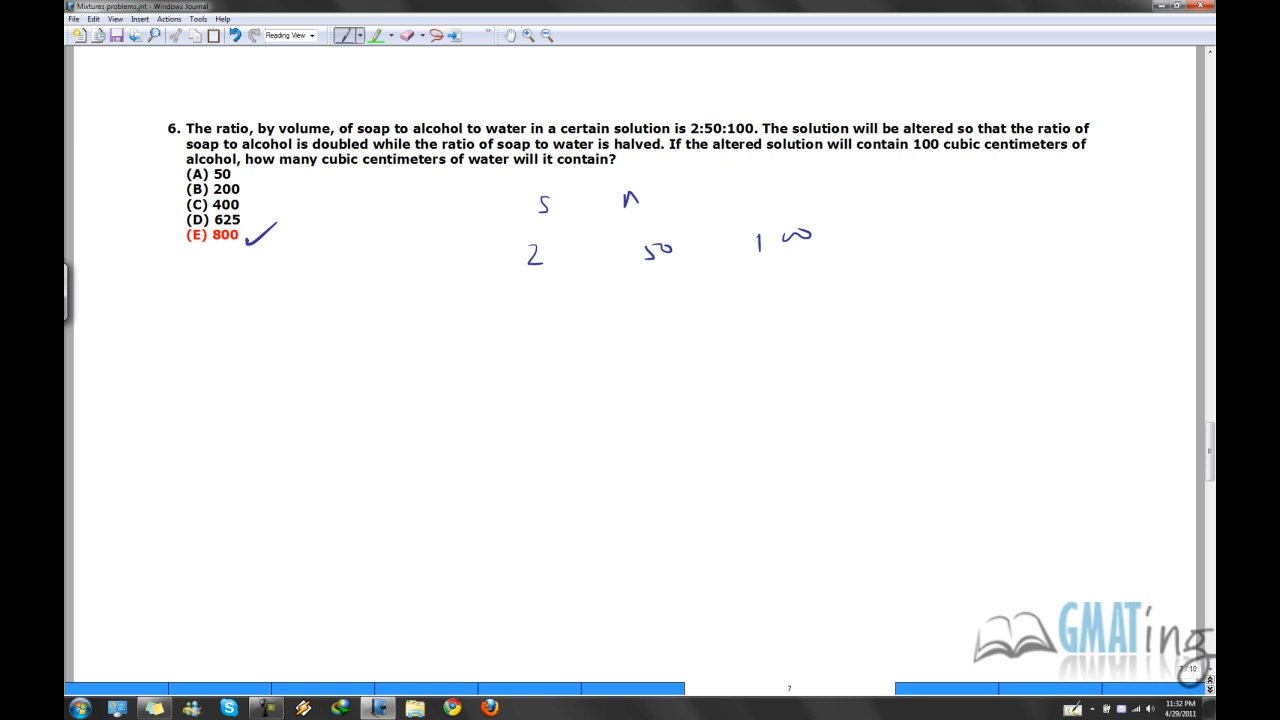 Mixtures problems.jnt - Windows Journal
File Edit View Insert Actions Tools Help
Reading View
6. The ratio, by volume, of soap to alcohol to water in a certain solution is 2:50:100. The solution will be altered so that the ratio of
soap to alcohol is doubled while the ratio of soap to water is halved. If the altered solution will contain 100 cubic centimeters of
alcohol, how many cubic centimeters of water will it contain?
(A) 50
(B) 200
(C) 400
(D) 625
(E) 800
S
2 50 100
GMATing
7 / 10
7
11:32 PM
4/29/2011